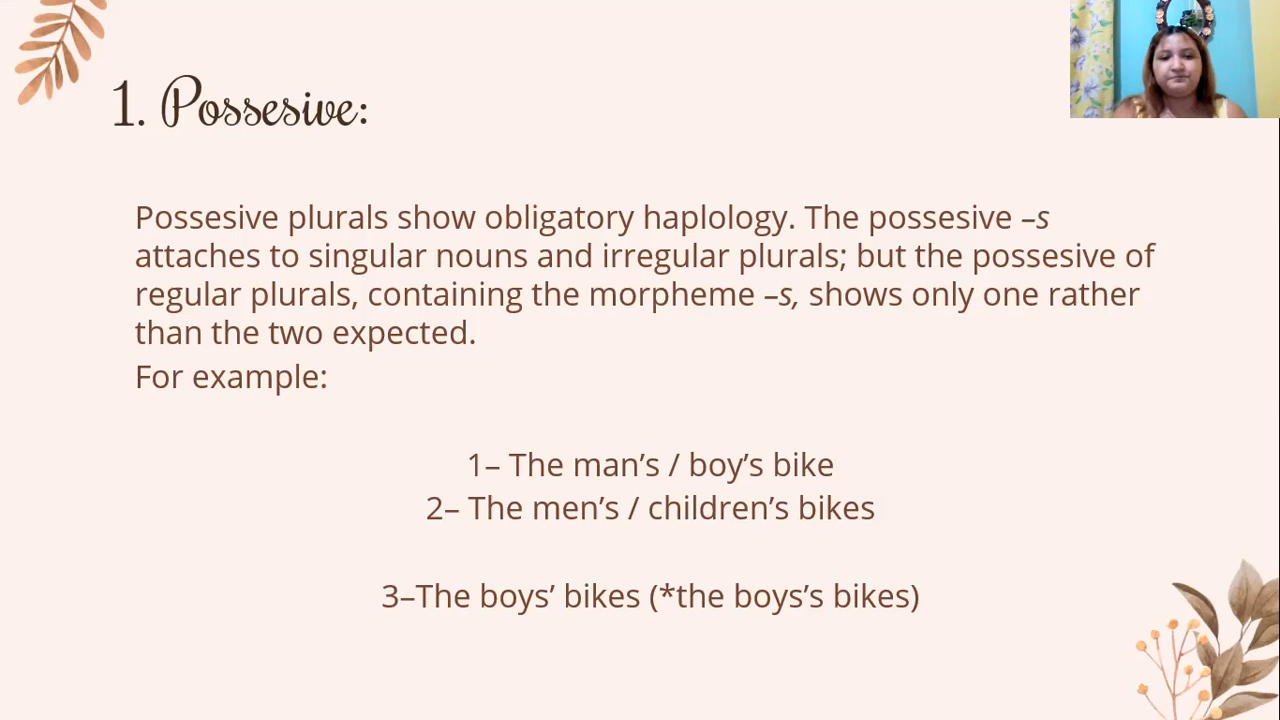 1. Possesive:
Possesive plurals show obligatory haplology. The possesive –s
attaches to singular nouns and irregular plurals; but the possesive of
regular plurals, containing the morpheme –s, shows only one rather
than the two expected.
For example:
1– The man’s / boy’s bike
2– The men’s / children’s bikes
3–The boys’ bikes (*the boys’s bikes)